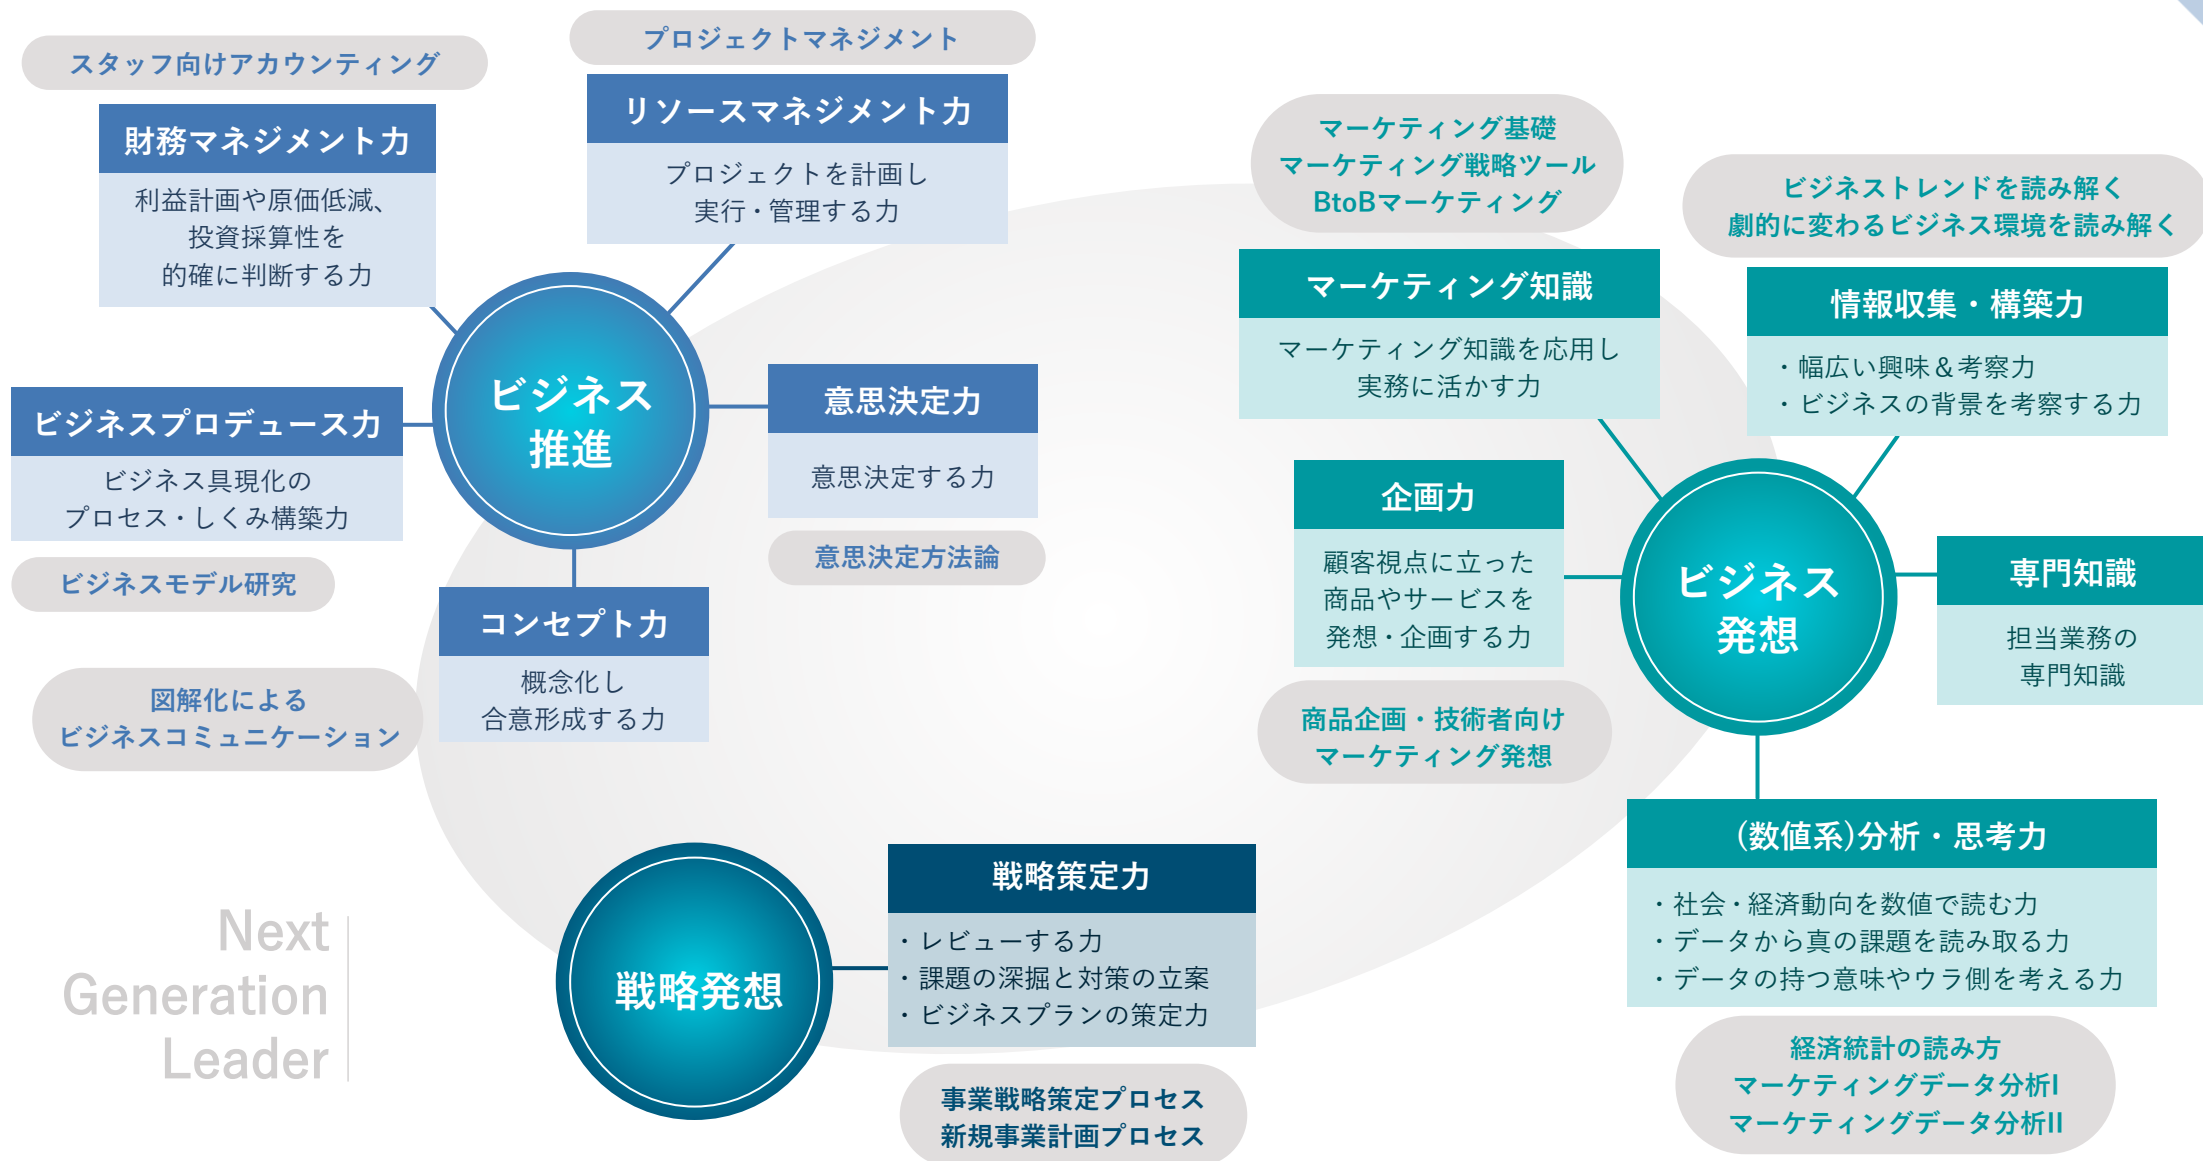 スタッフ向けアカウンティング
財務マネジメント力
利益計画や原価低減、
投資採算性を
的確に判断する力
プロジェクトマネジメント
リソースマネジメント力
プロジェクトを計画し
実行・管理する力
ビジネス
推進
ビジネスプロデュース力
ビジネス具現化の
プロセス・しくみ構築力
ビジネスモデル研究
意思決定力
意思決定する力
意思決定方法論
コンセプト力
概念化し
合意形成する力
図解化による
ビジネスコミュニケーション
マーケティング基礎
マーケティング戦略ツール
BtoBマーケティング
マーケティング知識
マーケティング知識を応用し
実務に活かす力
ビジネストレンドを読み解く
劇的に変わるビジネス環境を読み解く
情報収集・構築力
・幅広い興味＆考察力
・ビジネスの背景を考察する力
企画力
顧客視点に立った
商品やサービスを
発想・企画する力
商品企画・技術者向け
マーケティング発想
ビジネス
発想
専門知識
担当業務の
専門知識
(数値系)分析・思考力
・社会・経済動向を数値で読む力
・データから真の課題を読み取る力
・データの持つ意味やウラ側を考える力
経済統計の読み方
マーケティングデータ分析I
マーケティングデータ分析II
戦略発想
戦略策定力
・レビューする力
・課題の深掘と対策の立案
・ビジネスプランの策定力
事業戦略策定プロセス
新規事業計画プロセス
Next
Generation
Leader